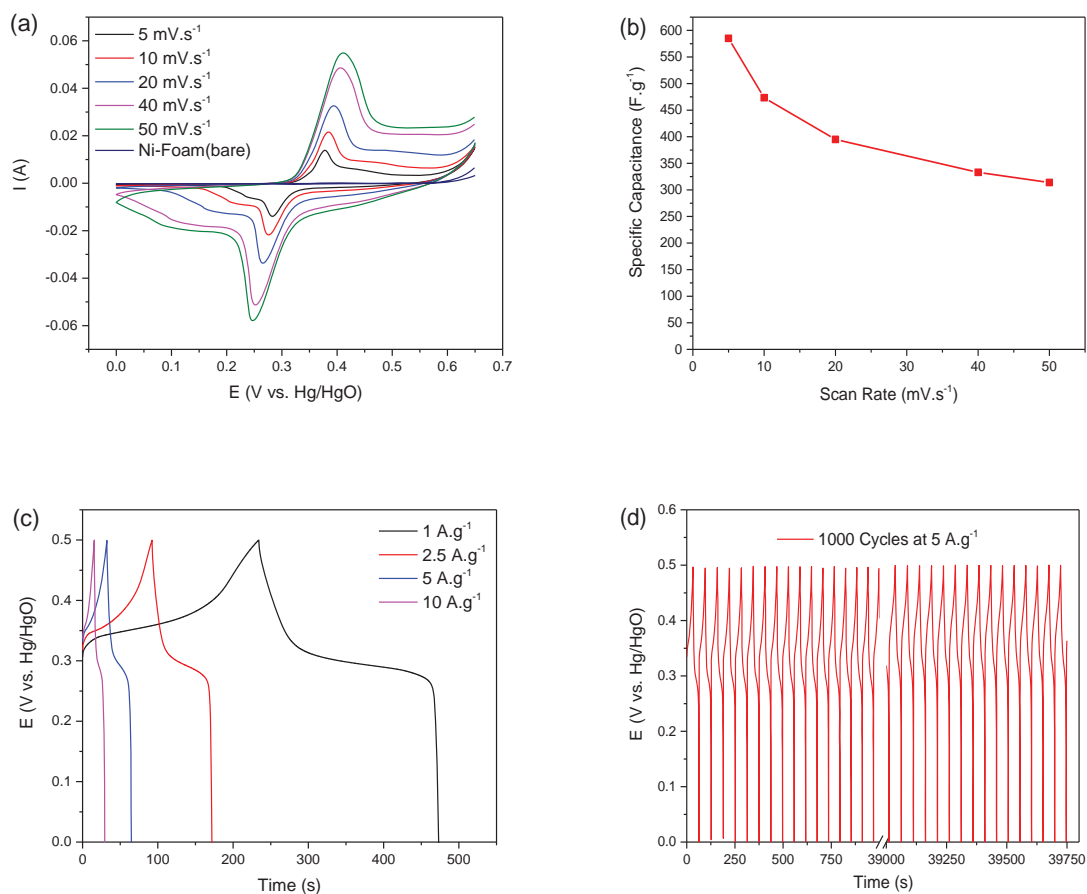 (a)
5 mV.s⁻¹
10 mV.s⁻¹
20 mV.s⁻¹
40 mV.s⁻¹
50 mV.s⁻¹
Ni-Foam(bare)
0.06
0.04
0.02
0.00
-0.02
-0.04
-0.06
I (A)
0.0 0.1 0.2 0.3 0.4 0.5 0.6 0.7
E (V vs. Hg/HgO)
(b)
600
550
500
450
400
350
300
250
200
150
100
50
0
Specific Capacitance (F.g⁻¹)
0 10 20 30 40 50
Scan Rate (mV.s⁻¹)
(c)
1 A.g⁻¹
2.5 A.g⁻¹
5 A.g⁻¹
10 A.g⁻¹
0.5
0.4
0.3
0.2
0.1
0.0
E (V vs. Hg/HgO)
0 100 200 300 400 500
Time (s)
(d)
1000 Cycles at 5 A.g⁻¹
0.6
0.5
0.4
0.3
0.2
0.1
0.0
E (V vs. Hg/HgO)
0 250 500 750 39000 39250 39500 39750
Time (s)